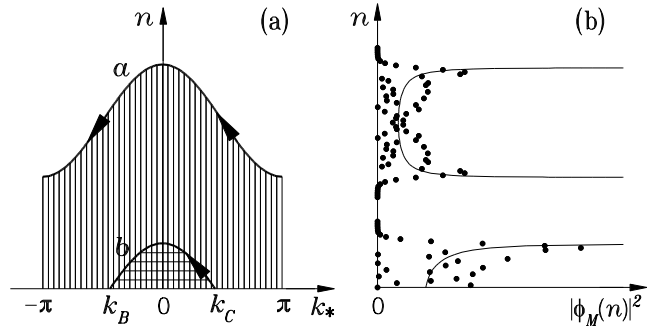 n
(a)
a
b
−π
k_B
0
k_C
π
k_*
n
(b)
0
|ϕ_M(n)|²